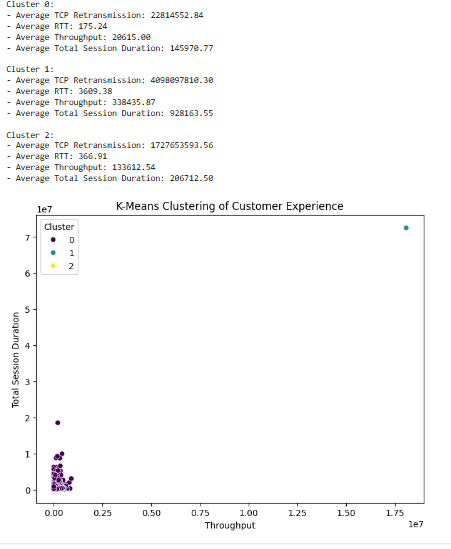 Cluster 0:
- Average TCP Retransmission: 22814552.84
- Average RTT: 175.24
- Average Throughput: 20615.00
- Average Total Session Duration: 145970.77
Cluster 1:
- Average TCP Retransmission: 4098097810.30
- Average RTT: 3609.38
- Average Throughput: 338435.87
- Average Total Session Duration: 928163.55
Cluster 2:
- Average TCP Retransmission: 1727653593.56
- Average RTT: 366.91
- Average Throughput: 133612.54
- Average Total Session Duration: 206712.50
K-Means Clustering of Customer Experience
1e7
Cluster
0
1
2
7
6
5
4
3
2
1
0
Total Session Duration
0.00 0.25 0.50 0.75 1.00 1.25 1.50 1.75
1e7
Throughput